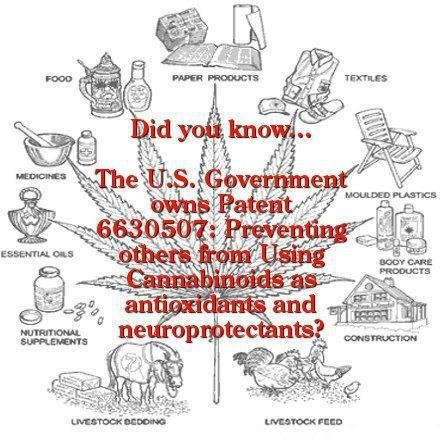 FOOD
PAPER PRODUCTS
TEXTILES
Did you know...
MEDICINES
The U.S. Government
owns Patent
6630507: Preventing
others from Using
Cannabinoids as
antioxidants and
neuroprotectants?
MOULDED PLASTICS
ESSENTIAL OILS
BODY CARE
PRODUCTS
NUTRITIONAL
SUPPLEMENTS
CONSTRUCTION
LIVESTOCK BEDDING
LIVESTOCK FEED